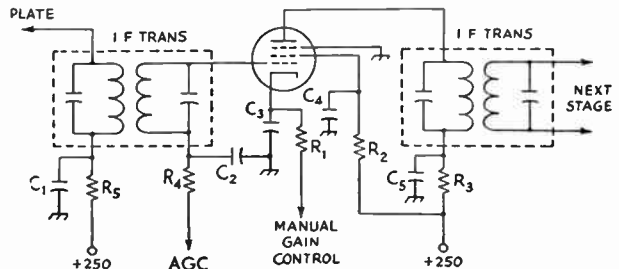 PLATE
I F TRANS
I F TRANS
C4
C3
NEXT
STAGE
C1
R5
R4
C2
R1
R2
C5
R3
MANUAL
GAIN
CONTROL
+250
AGC
+250